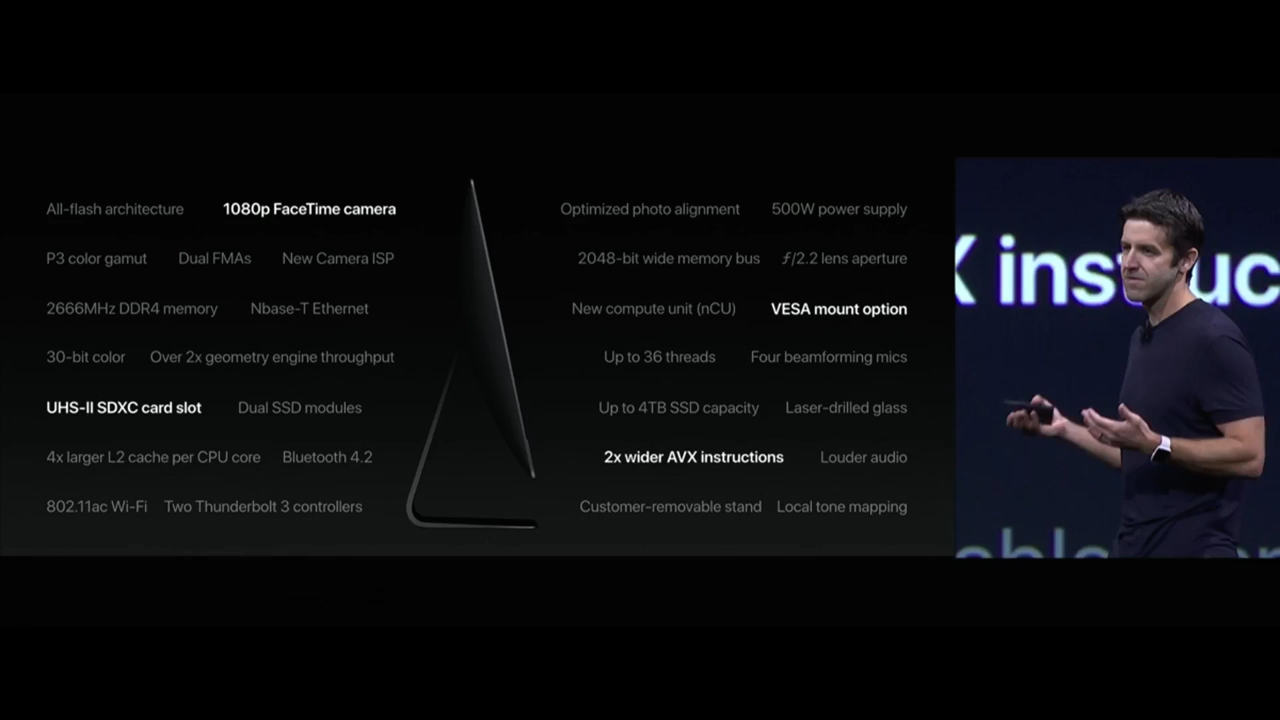 All-flash architecture 1080p FaceTime camera
P3 color gamut Dual FMAs New Camera ISP
2666MHz DDR4 memory Nbase-T Ethernet
30-bit color Over 2x geometry engine throughput
UHS-II SDXC card slot Dual SSD modules
4x larger L2 cache per CPU core Bluetooth 4.2
802.11ac Wi-Fi Two Thunderbolt 3 controllers
Optimized photo alignment 500W power supply
2048-bit wide memory bus ƒ/2.2 lens aperture
New compute unit (nCU) VESA mount option
Up to 36 threads Four beamforming mics
Up to 4TB SSD capacity Laser-drilled glass
2x wider AVX instructions Louder audio
Customer-removable stand Local tone mapping
X instuc